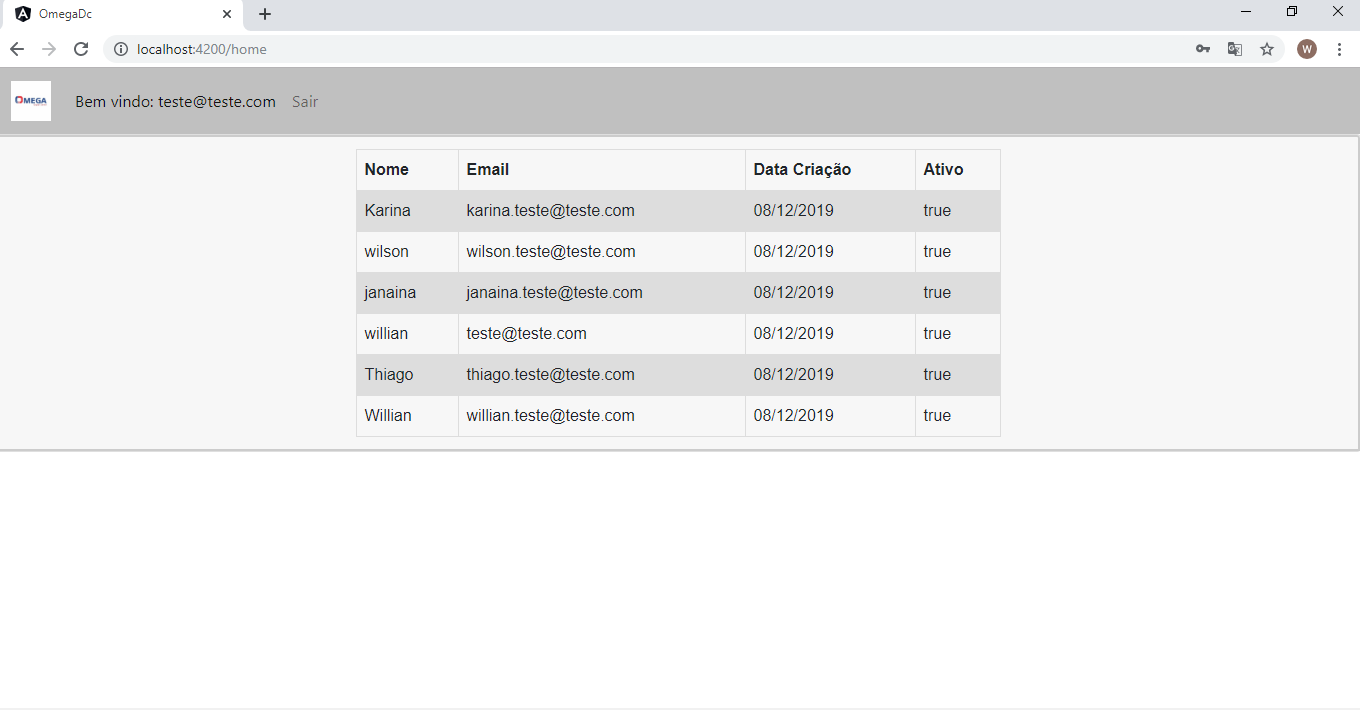 OmegaDc
localhost:4200/home
W
OMEGA
Bem vindo: teste@teste.com Sair
Nome Email Data Criação Ativo
Karina karina.teste@teste.com 08/12/2019 true
wilson wilson.teste@teste.com 08/12/2019 true
janaina janaina.teste@teste.com 08/12/2019 true
willian teste@teste.com 08/12/2019 true
Thiago thiago.teste@teste.com 08/12/2019 true
Willian willian.teste@teste.com 08/12/2019 true